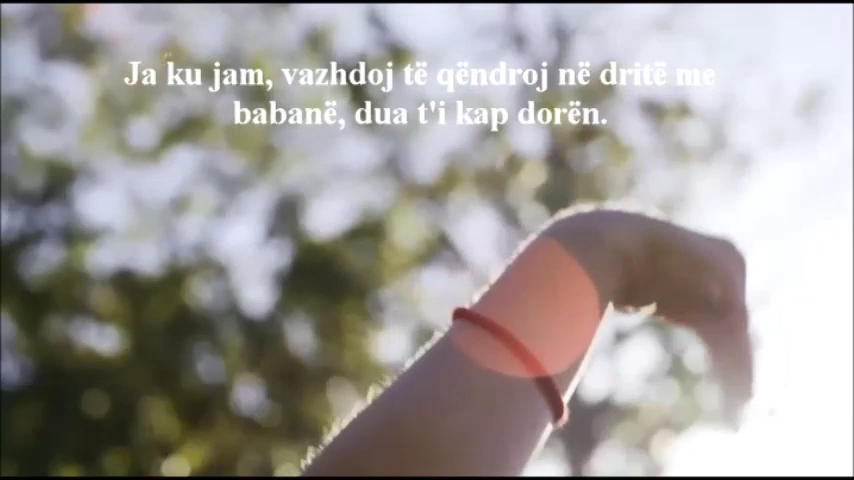 Ja ku jam, vazhdoj të qëndroj në dritë me
babanë, dua t'i kap dorën.